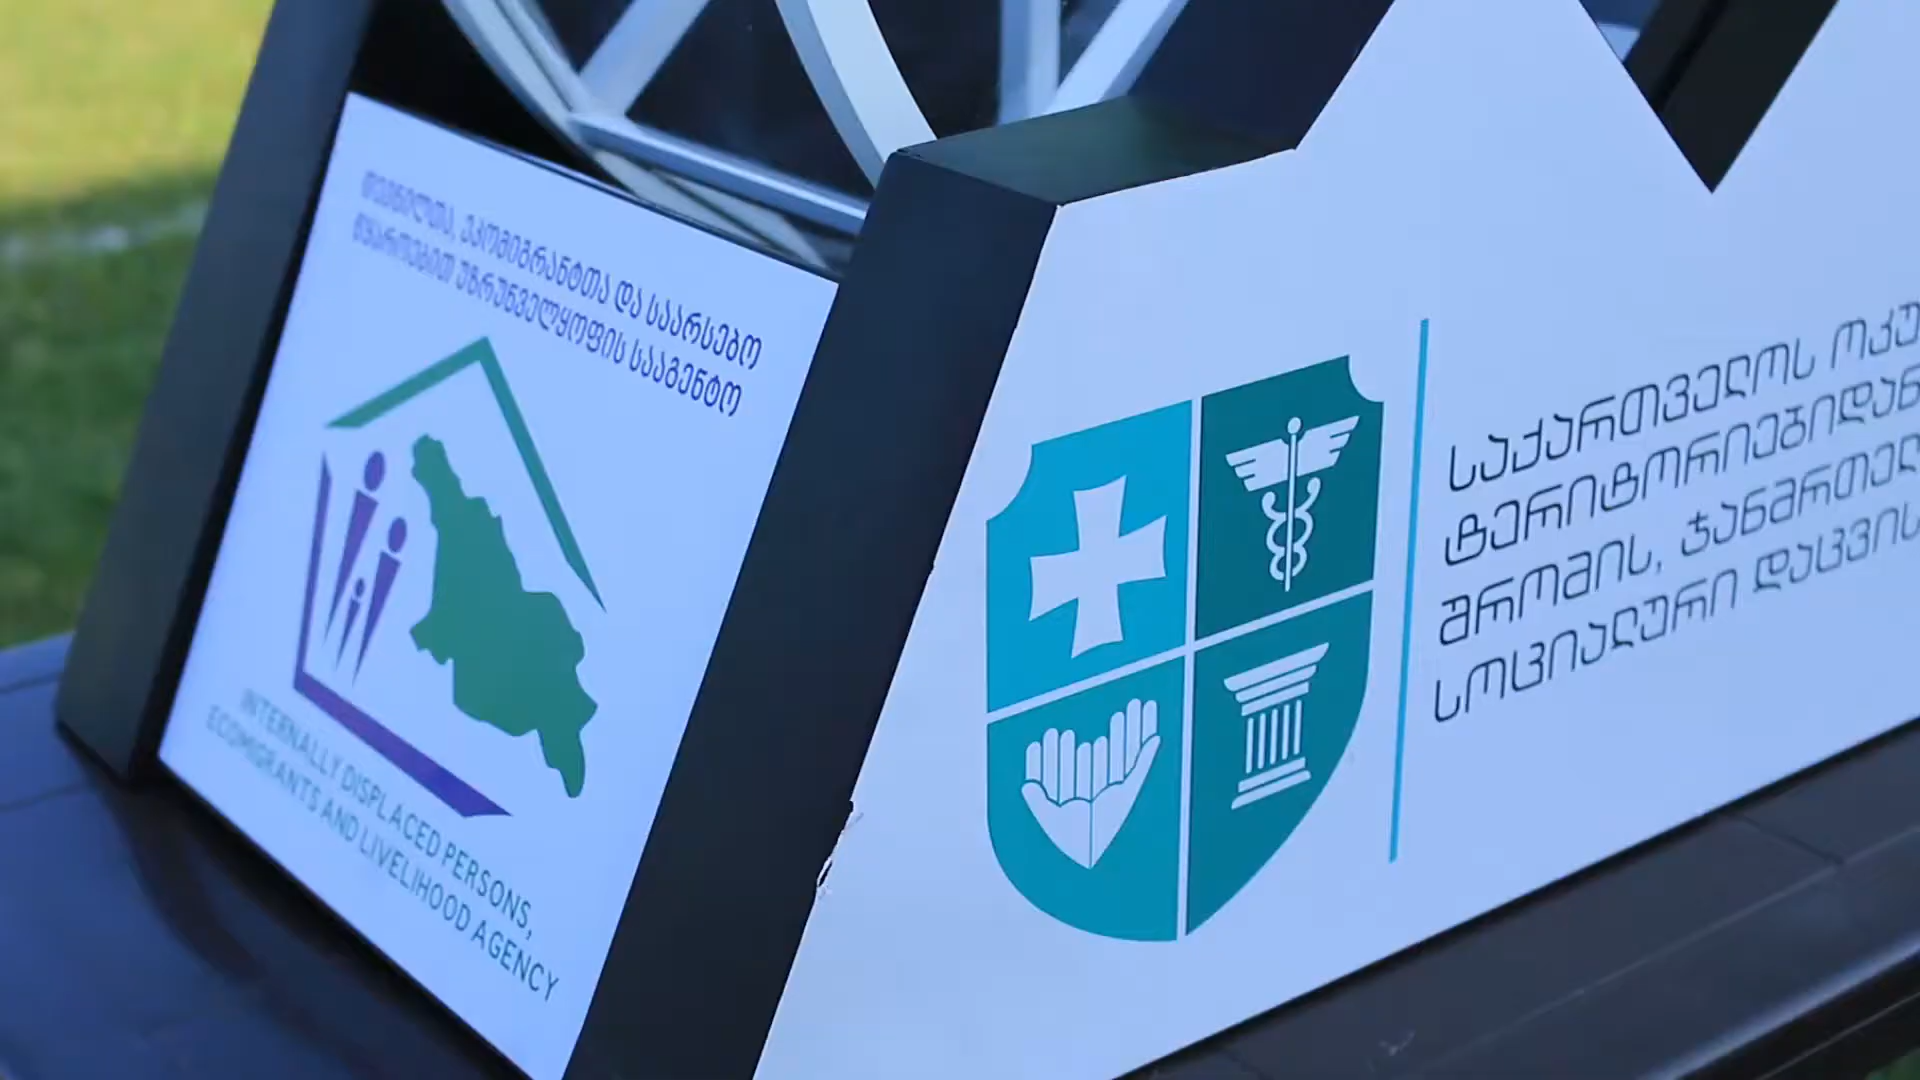 დევნილთა, ეკომიგრანტთა და საარსებო
წყაროებით უზრუნველყოფის სააგენტო
INTERNALLY DISPLACED PERSONS,
ECOMIGRANTS AND LIVELIHOOD AGENCY
საქართველოს ოკუ
ტერიტორიებიდან
შრომის, ჯანმრთელ
სოციალური დაცვის